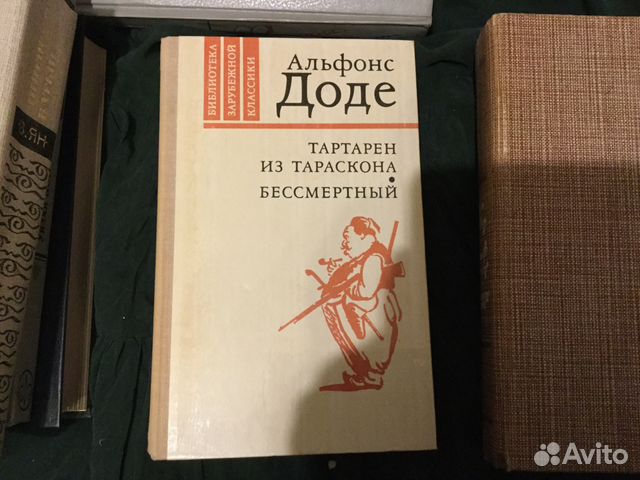 БИБЛИОТЕКА
ЗАРУБЕЖНОЙ
КЛАССИКИ
Альфонс
Доде
ТАРТАРЕН
ИЗ ТАРАСКОНА
•
БЕССМЕРТНЫЙ
В.ЯН
Avito